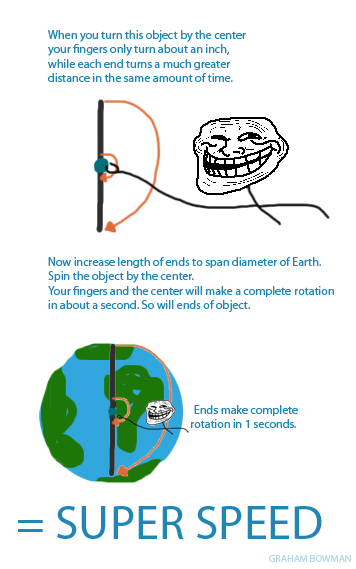 When you turn this object by the center
your fingers only turn about an inch,
while each end turns a much greater
distance in the same amount of time.
Now increase length of ends to span diameter of Earth.
Spin the object by the center.
Your fingers and the center will make a complete rotation
in about a second. So will ends of object.
Ends make complete
rotation in 1 seconds.
= SUPER SPEED
GRAHAM BOWMAN